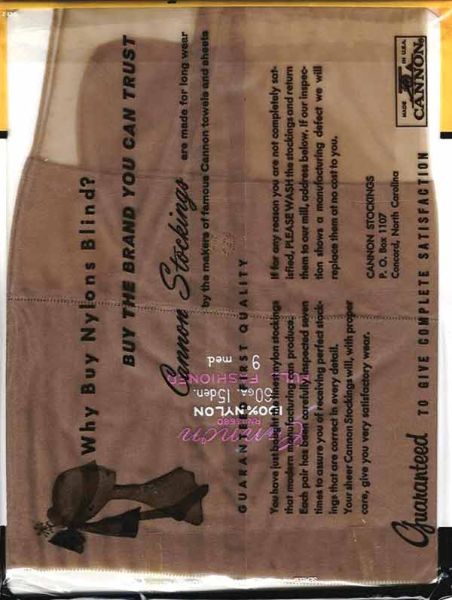 Why Buy Nylons Blind?
BUY THE BRAND YOU CAN TRUST
Cannon Stockings are made for long wear
by the makers of famous Cannon towels and sheets
GUARANTEED FIRST QUALITY
You have just bought the finest nylon stockings
that modern manufacturing can produce.
Each pair has been carefully inspected seven
times to assure you of receiving perfect stock-
ings that are correct in every detail.
Your sheer Cannon Stockings will, with proper
care, give you very satisfactory wear.
If for any reason you are not completely sat-
isfied, PLEASE WASH the stockings and return
them to our mill, address below. If our inspec-
tion shows a manufacturing defect we will
replace them at no cost to you.
CANNON STOCKINGS
P. O. Box 1107
Concord, North Carolina
MADE IN U.S.A.
CANNON
Guaranteed TO GIVE COMPLETE SATISFACTION
Cannon
NYLON
60 GA. 15 den.
FULL FASHIONED
9 med.